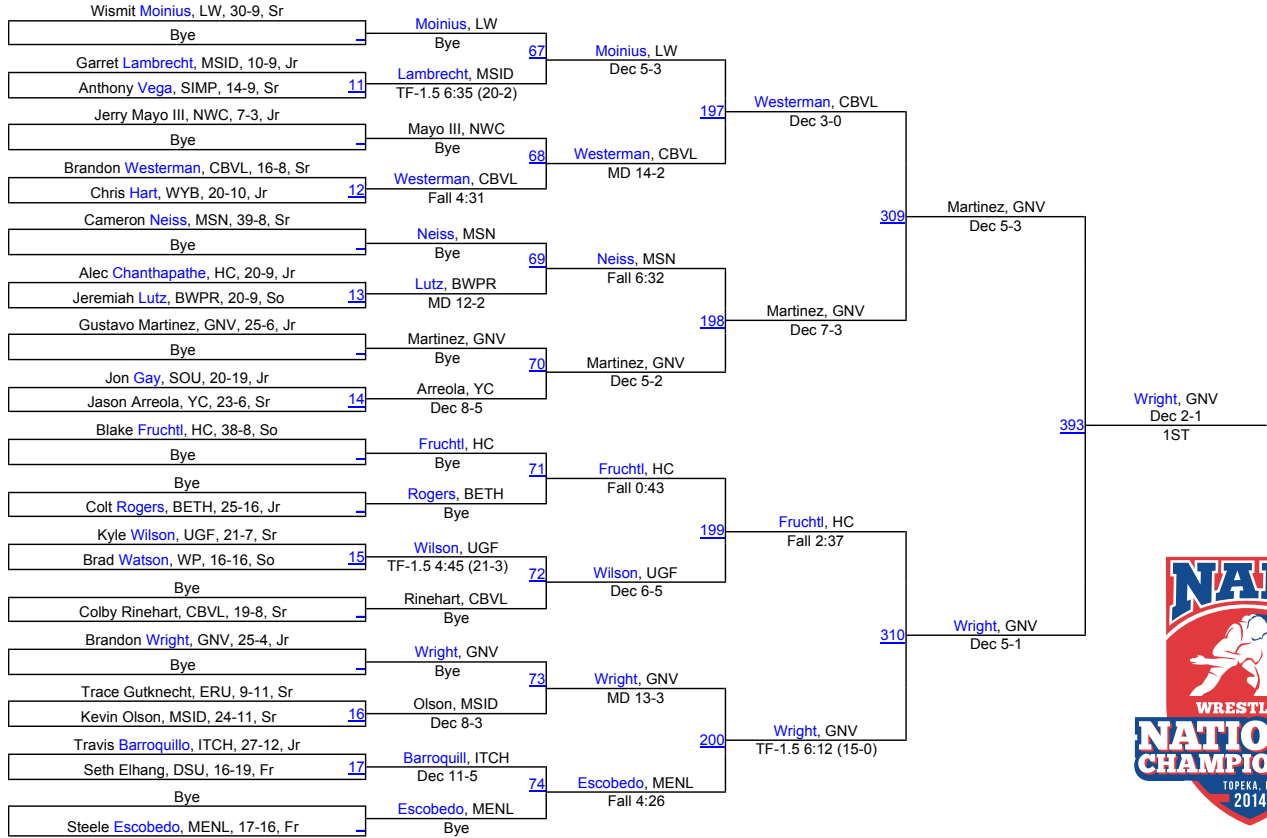 Wismit Moinius, LW, 30-9, Sr
Bye
Garret Lambrecht, MSID, 10-9, Jr
Anthony Vega, SIMP, 14-9, Sr
11
Jerry Mayo III, NWC, 7-3, Jr
Bye
Brandon Westerman, CBVL, 16-8, Sr
Chris Hart, WYB, 20-10, Jr
12
Cameron Neiss, MSN, 39-8, Sr
Bye
Alec Chanthapathe, HC, 20-9, Jr
Jeremiah Lutz, BWPR, 20-9, So
13
Gustavo Martinez, GNV, 25-6, Jr
Bye
Jon Gay, SOU, 20-19, Jr
Jason Arreola, YC, 23-6, Sr
14
Blake Fruchtl, HC, 38-8, So
Bye
Bye
Colt Rogers, BETH, 25-16, Jr
Kyle Wilson, UGF, 21-7, Sr
Brad Watson, WP, 16-16, So
15
Bye
Colby Rinehart, CBVL, 19-8, Sr
Brandon Wright, GNV, 25-4, Jr
Bye
Trace Gutknecht, ERU, 9-11, Sr
Kevin Olson, MSID, 24-11, Sr
16
Travis Barroquillo, ITCH, 27-12, Jr
Seth Elhang, DSU, 16-19, Fr
17
Bye
Steele Escobedo, MENL, 17-16, Fr
Moinius, LW
Bye
67
Lambrecht, MSID
TF-1.5 6:35 (20-2)
Mayo III, NWC
Bye
68
Westerman, CBVL
Fall 4:31
Neiss, MSN
Bye
69
Lutz, BWPR
MD 12-2
Martinez, GNV
Bye
70
Arreola, YC
Dec 8-5
Fruchtl, HC
Bye
71
Rogers, BETH
Bye
Wilson, UGF
TF-1.5 4:45 (21-3)
72
Rinehart, CBVL
Bye
Wright, GNV
Bye
73
Olson, MSID
Dec 8-3
Barroquill, ITCH
Dec 11-5
74
Escobedo, MENL
Bye
Moinius, LW
Dec 5-3
197
Westerman, CBVL
MD 14-2
Neiss, MSN
Fall 6:32
198
Martinez, GNV
Dec 5-2
Fruchtl, HC
Fall 0:43
199
Wilson, UGF
Dec 6-5
Wright, GNV
MD 13-3
200
Escobedo, MENL
Fall 4:26
Westerman, CBVL
Dec 3-0
309
Martinez, GNV
Dec 7-3
Fruchtl, HC
Fall 2:37
310
Wright, GNV
TF-1.5 6:12 (15-0)
Martinez, GNV
Dec 5-3
393
Wright, GNV
Dec 5-1
Wright, GNV
Dec 2-1
1ST
TOPEKA,
2014